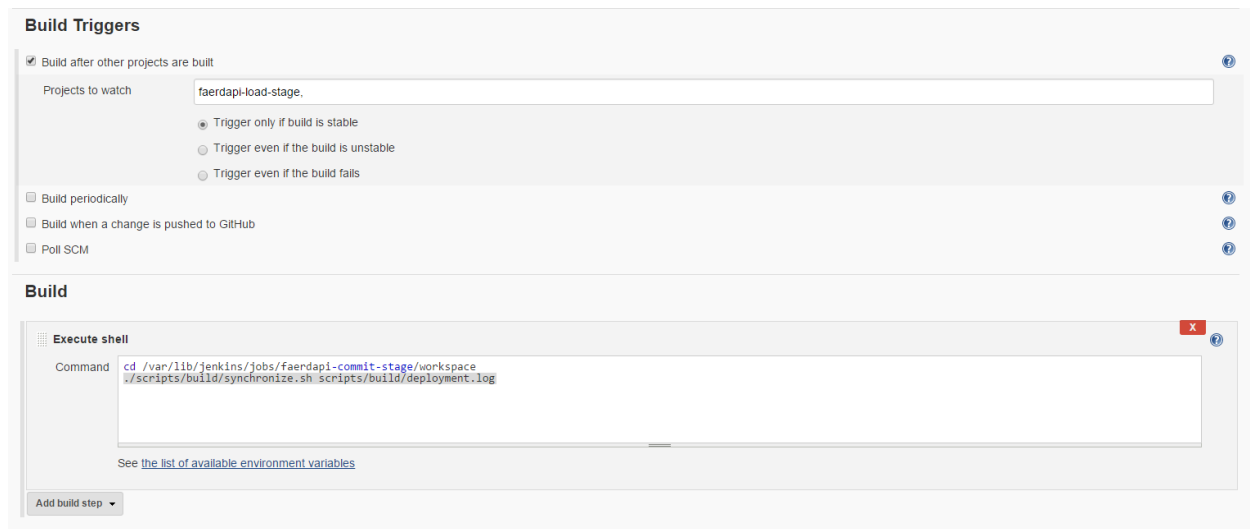 Build Triggers
Build after other projects are built
Projects to watch
faerdapi-load-stage,
Trigger only if build is stable
Trigger even if the build is unstable
Trigger even if the build fails
Build periodically
Build when a change is pushed to GitHub
Poll SCM
Build
X
Execute shell
Command
cd /var/lib/jenkins/jobs/faerdapi-commit-stage/workspace
./scripts/build/synchronize.sh scripts/build/deployment.log
See the list of available environment variables
Add build step